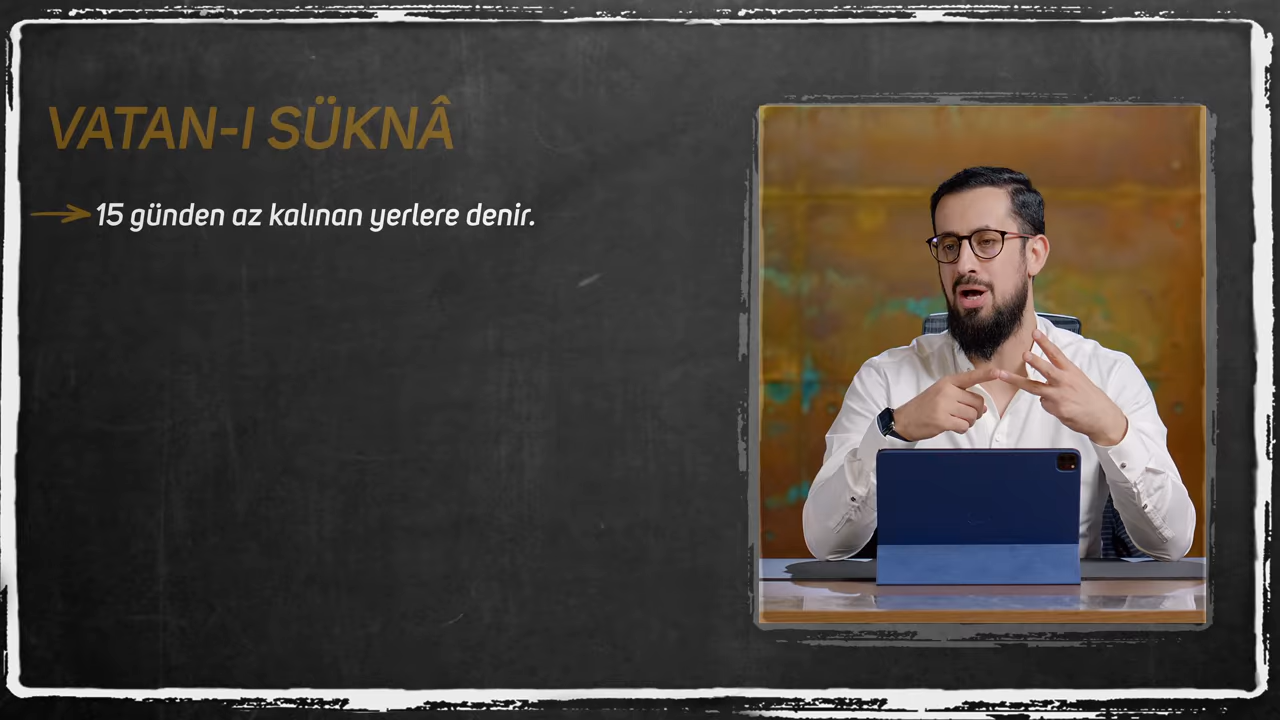 VATAN-I SÜKNÂ
15 günden az kalınan yerlere denir.